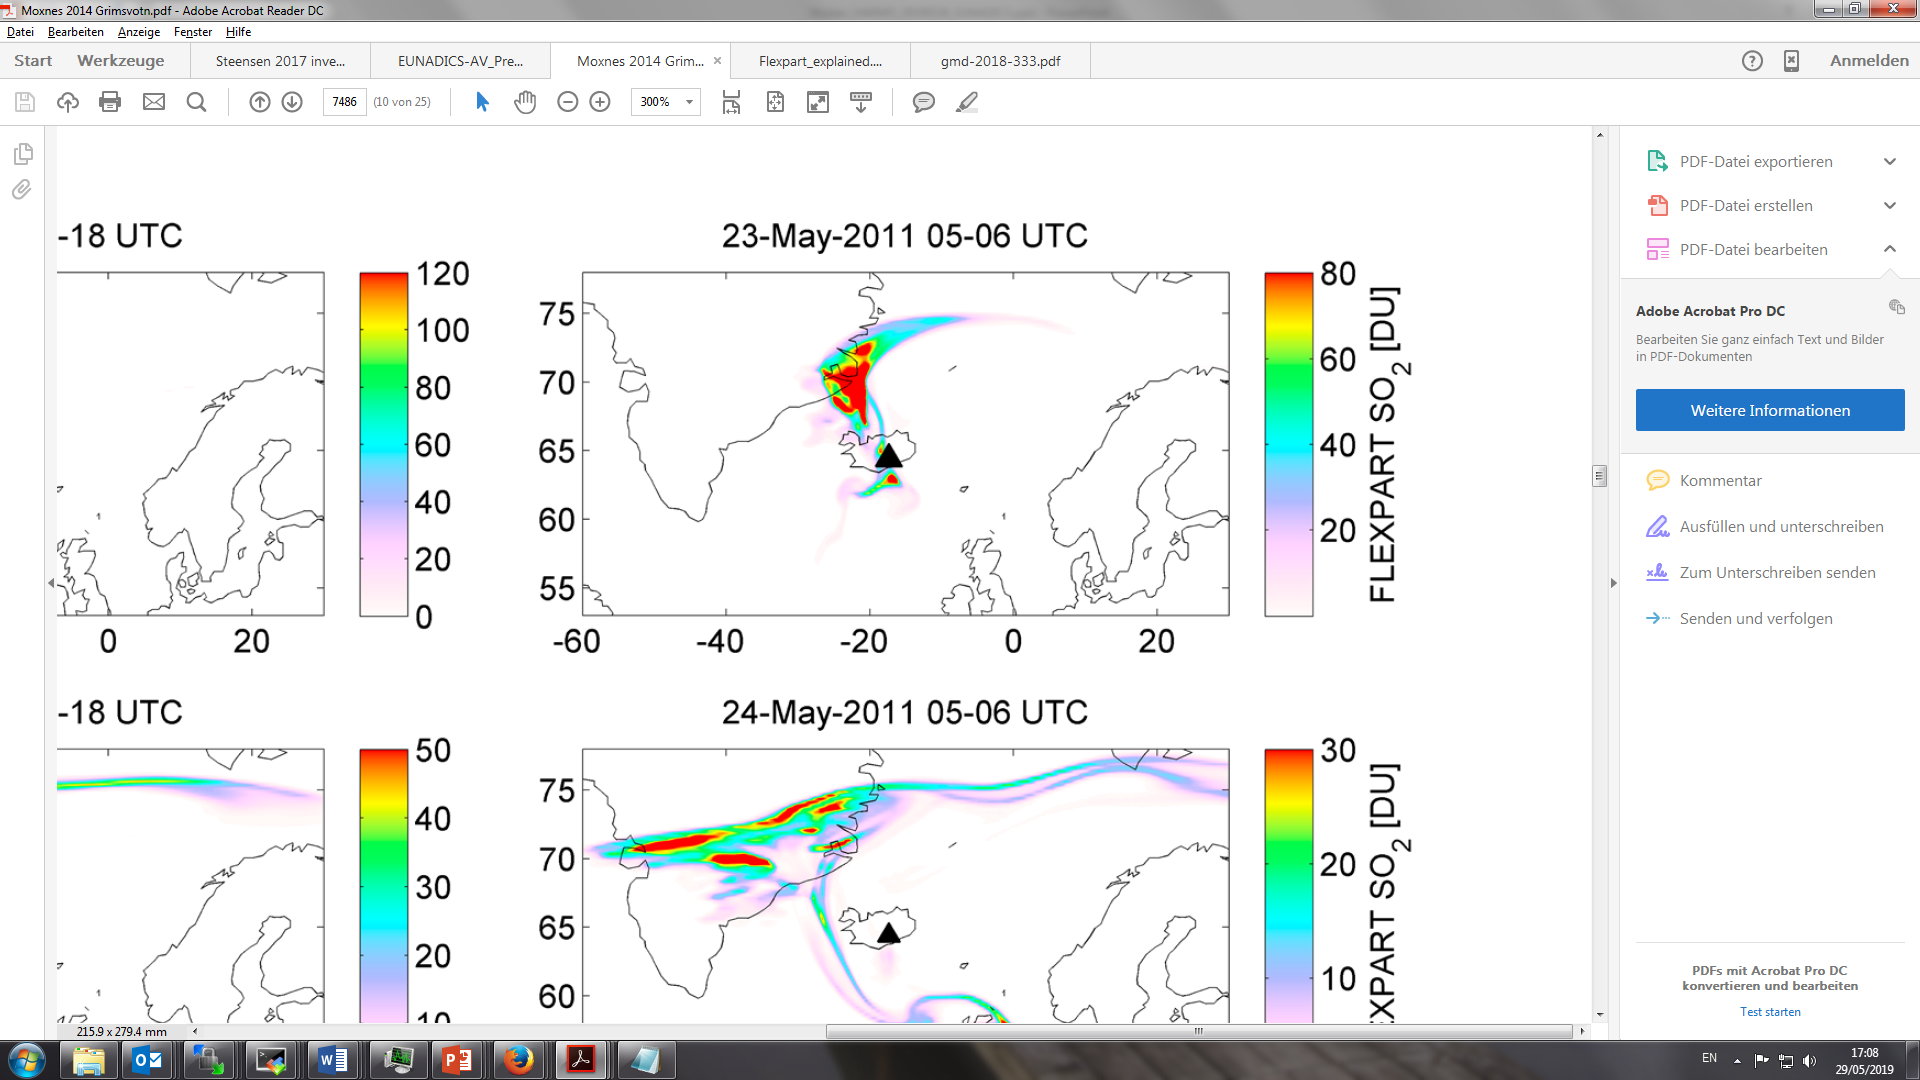 Moxnes 2014 Grimsvotn.pdf - Adobe Acrobat Reader DC
Datei Bearbeiten Anzeige Fenster Hilfe
Start Werkzeuge Steensen 2017 inve... EUNADICS-AV_Pre... Moxnes 2014 Grim... × Flexpart_explained.... gmd-2018-333.pdf Anmelden
7486 (10 von 25) 300%
-18 UTC
120
100
80
60
40
20
0
0 20
23-May-2011 05-06 UTC
75
70
65
60
55
-60 -40 -20 0 20
80
60
40
20
FLEXPART SO2 [DU]
-18 UTC
50
40
30
20
10
24-May-2011 05-06 UTC
75
70
65
60
30
20
10
EXPART SO2 [DU]
PDF-Datei exportieren
PDF-Datei erstellen
PDF-Datei bearbeiten
Adobe Acrobat Pro DC
Bearbeiten Sie ganz einfach Text und Bilder
in PDF-Dokumenten
Weitere Informationen
Kommentar
Ausfüllen und unterschreiben
Zum Unterschreiben senden
Senden und verfolgen
PDFs mit Acrobat Pro DC
konvertieren und bearbeiten
Test starten
215.9 x 279.4 mm
EN
17:08
29/05/2019